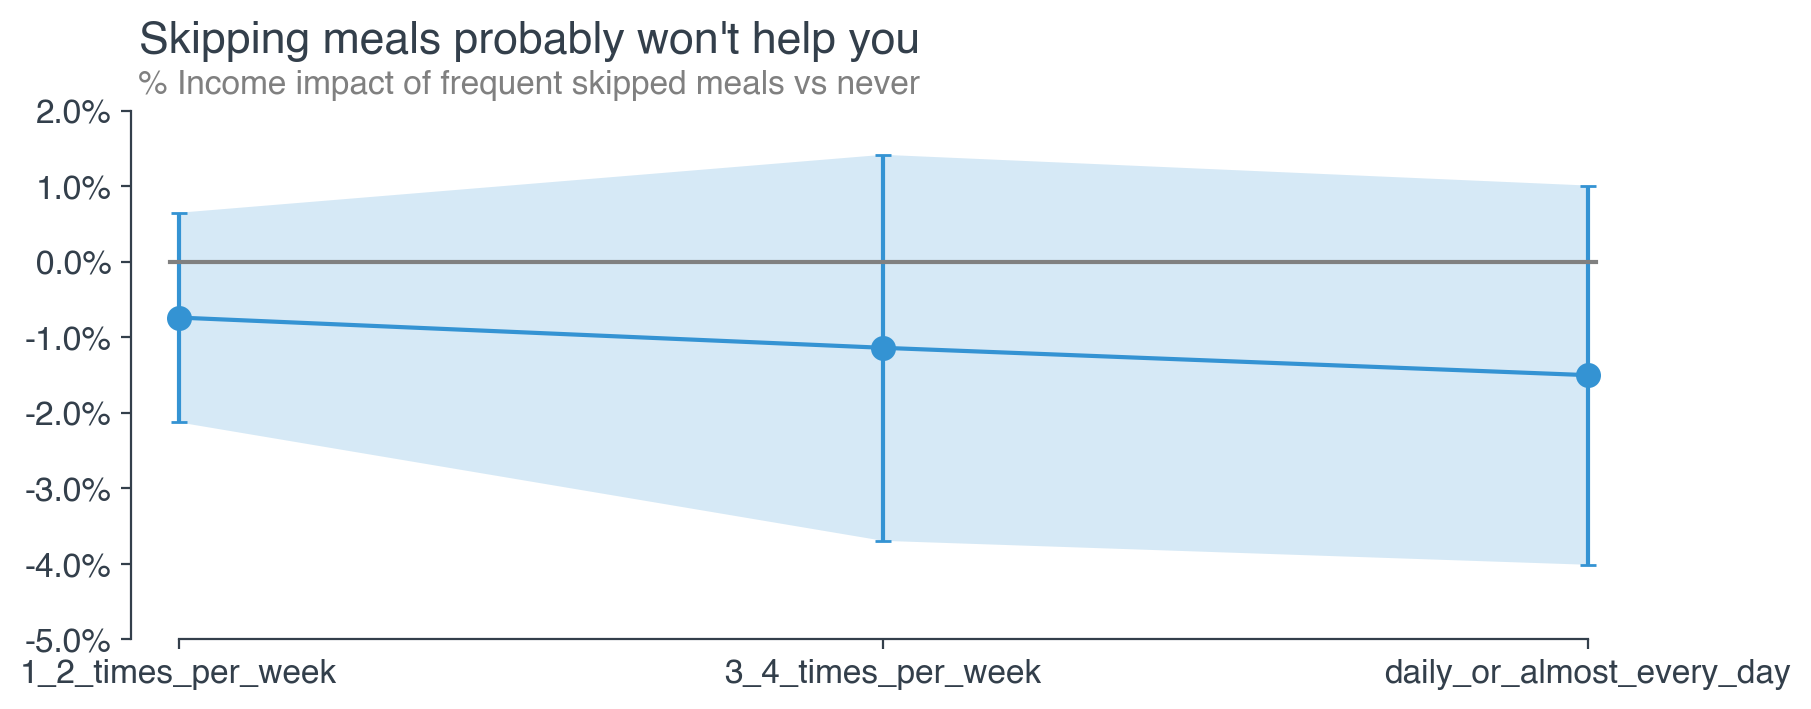 Skipping meals probably won't help you
% Income impact of frequent skipped meals vs never
2.0%
1.0%
0.0%
-1.0%
-2.0%
-3.0%
-4.0%
-5.0%
1_2_times_per_week 3_4_times_per_week daily_or_almost_every_day